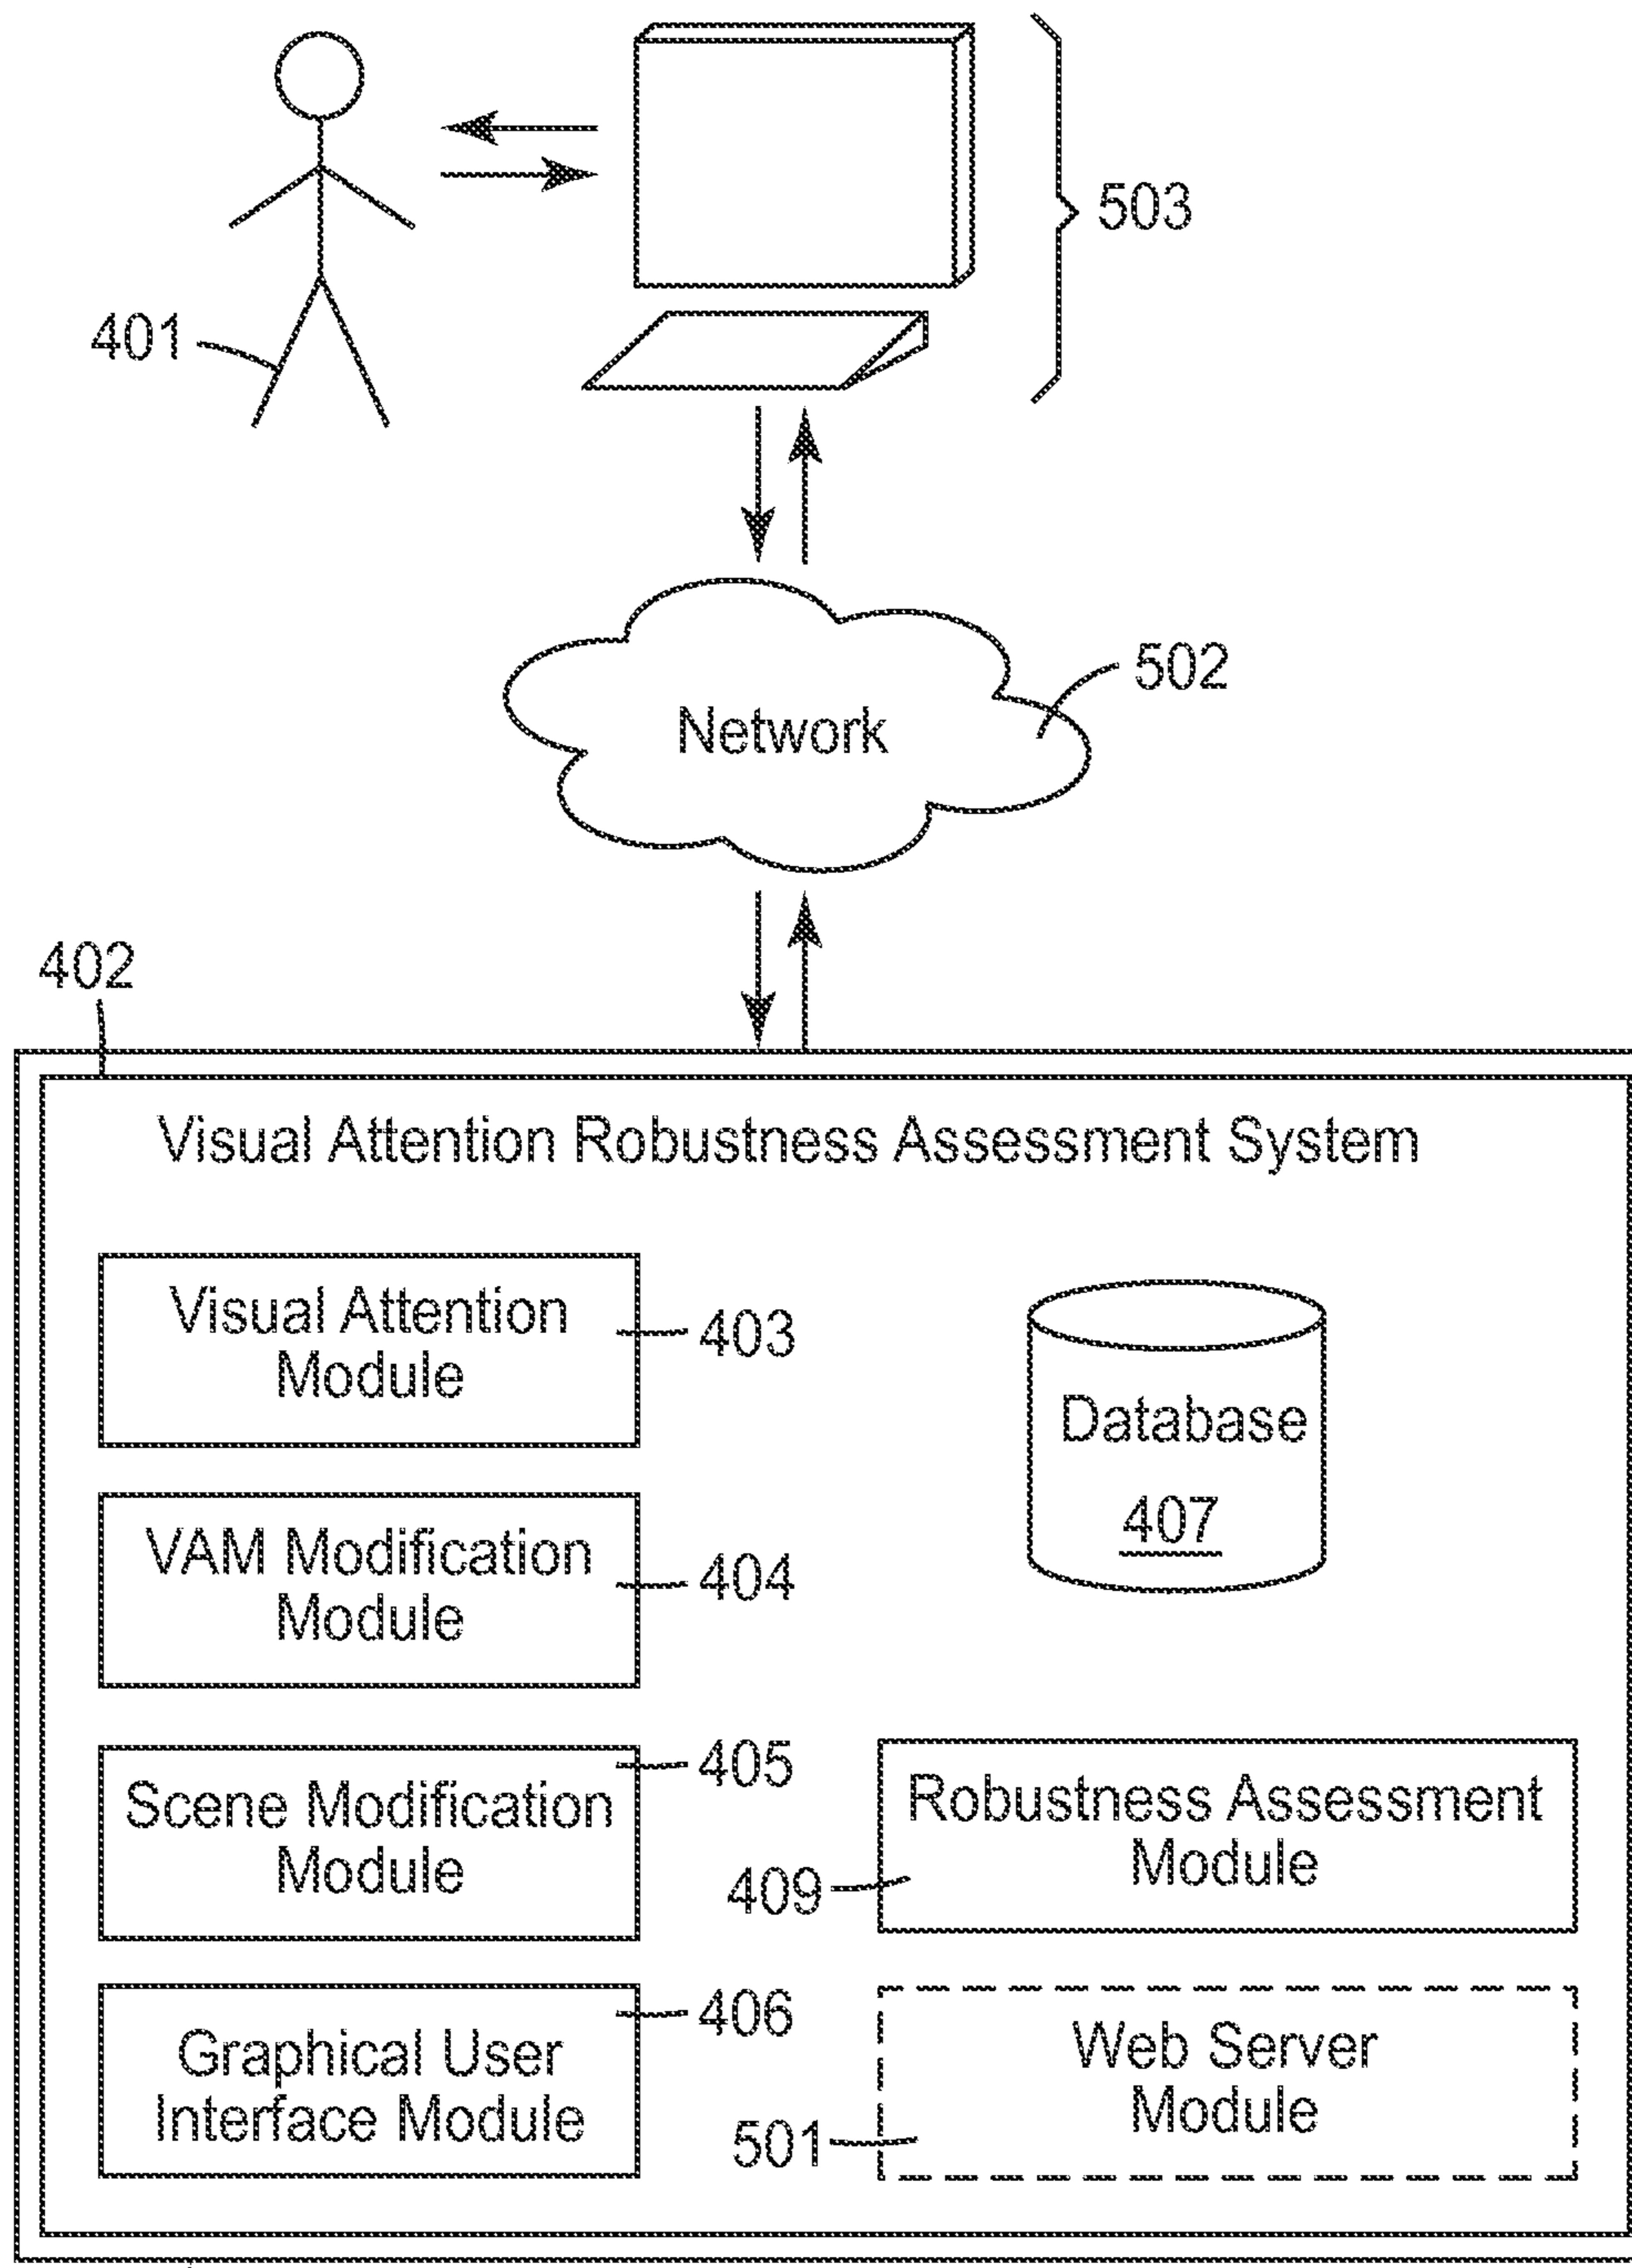 503
401
502
Network
402
Visual Attention Robustness Assessment System
Visual Attention
Module
403
Database
407
VAM Modification
Module
404
Scene Modification
Module
405
Robustness Assessment
Module
409
Graphical User
Interface Module
406
Web Server
Module
501